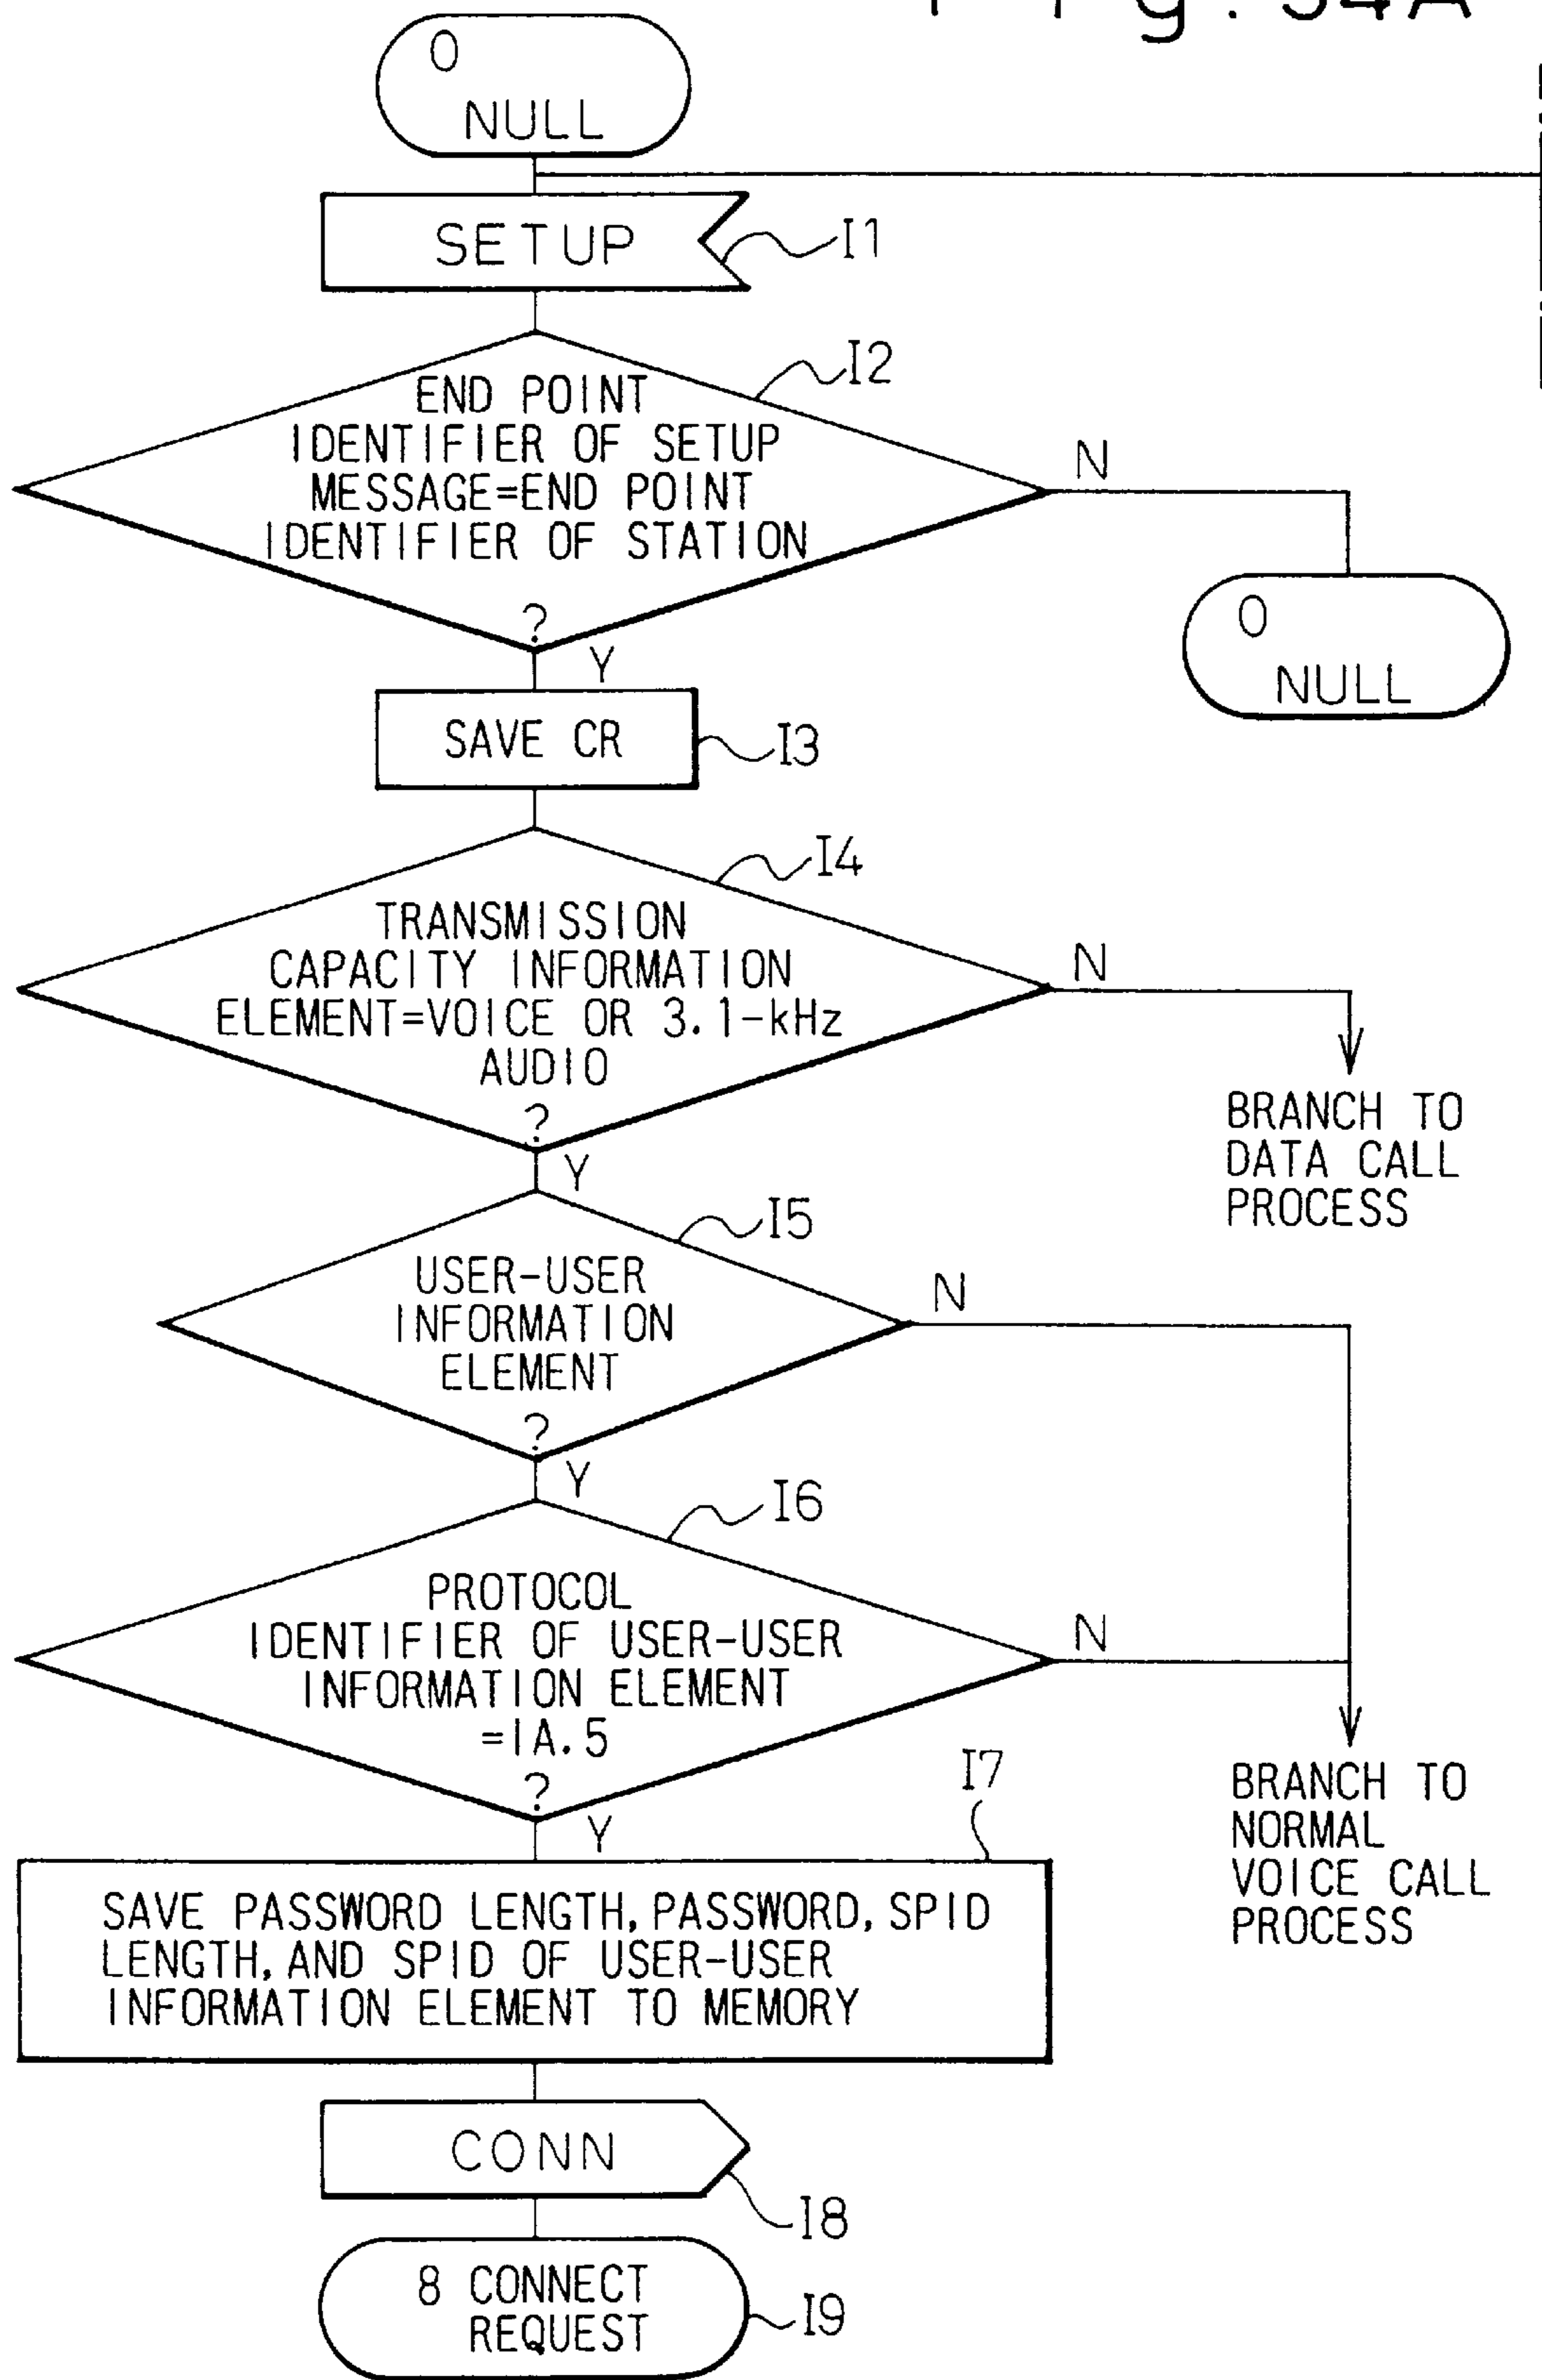 Fig. 34A
0
NULL
SETUP
I1
I2
END POINT
IDENTIFIER OF SETUP
MESSAGE=END POINT
IDENTIFIER OF STATION
?
N
Y
0
NULL
SAVE CR
I3
I4
TRANSMISSION
CAPACITY INFORMATION
ELEMENT=VOICE OR 3.1-kHz
AUDIO
?
N
Y
BRANCH TO
DATA CALL
PROCESS
I5
USER-USER
INFORMATION
ELEMENT
?
N
Y
I6
PROTOCOL
IDENTIFIER OF USER-USER
INFORMATION ELEMENT
=IA.5
?
N
Y
BRANCH TO
NORMAL
VOICE CALL
PROCESS
I7
SAVE PASSWORD LENGTH, PASSWORD, SPID
LENGTH, AND SPID OF USER-USER
INFORMATION ELEMENT TO MEMORY
CONN
I8
8 CONNECT
REQUEST
I9